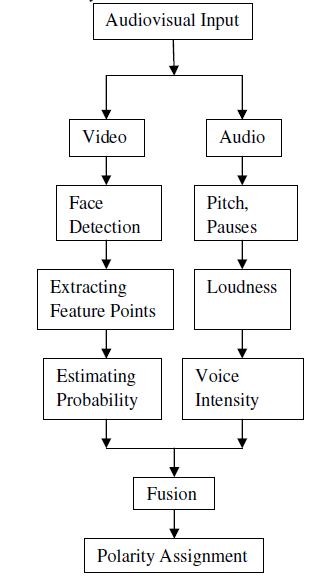 Audiovisual Input
Video
Audio
Face
Detection
Pitch,
Pauses
Extracting
Feature Points
Loudness
Estimating
Probability
Voice
Intensity
Fusion
Polarity Assignment